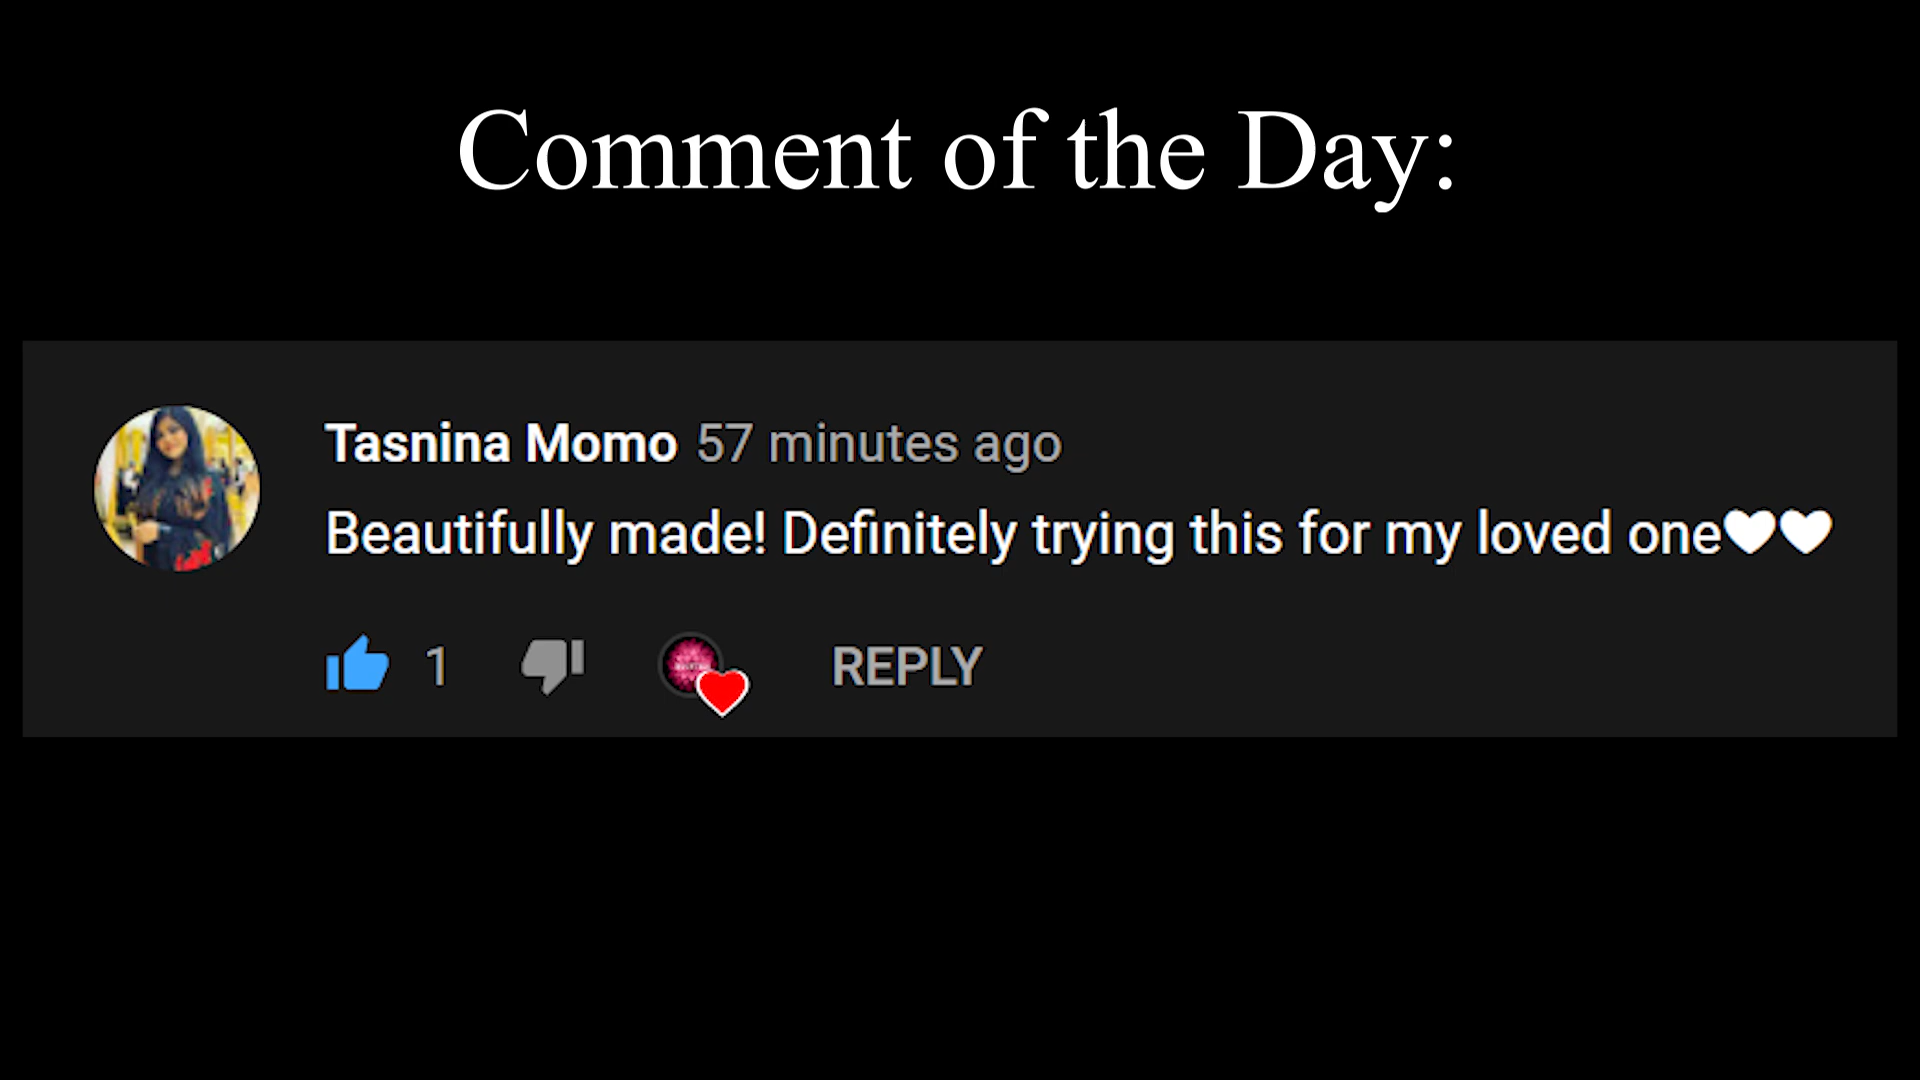 Comment of the Day:
Tasnina Momo 57 minutes ago
Beautifully made! Definitely trying this for my loved one🤍🤍
1
REPLY